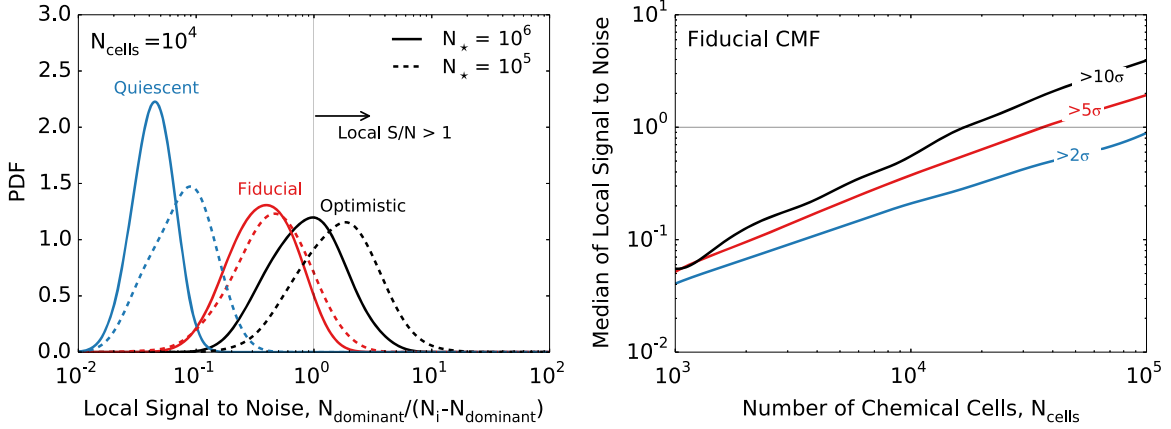 N_cells = 10^4
N_⋆ = 10^6
N_⋆ = 10^5
Quiescent
Local S/N > 1
Fiducial
Optimistic
PDF
3.0
2.5
2.0
1.5
1.0
0.5
0.0
10^-2
10^-1
10^0
10^1
10^2
Local Signal to Noise, N_dominant/(N_i-N_dominant)
Fiducial CMF
>10σ
>5σ
>2σ
Median of Local Signal to Noise
10^1
10^0
10^-1
10^-2
10^3
10^4
10^5
Number of Chemical Cells, N_cells